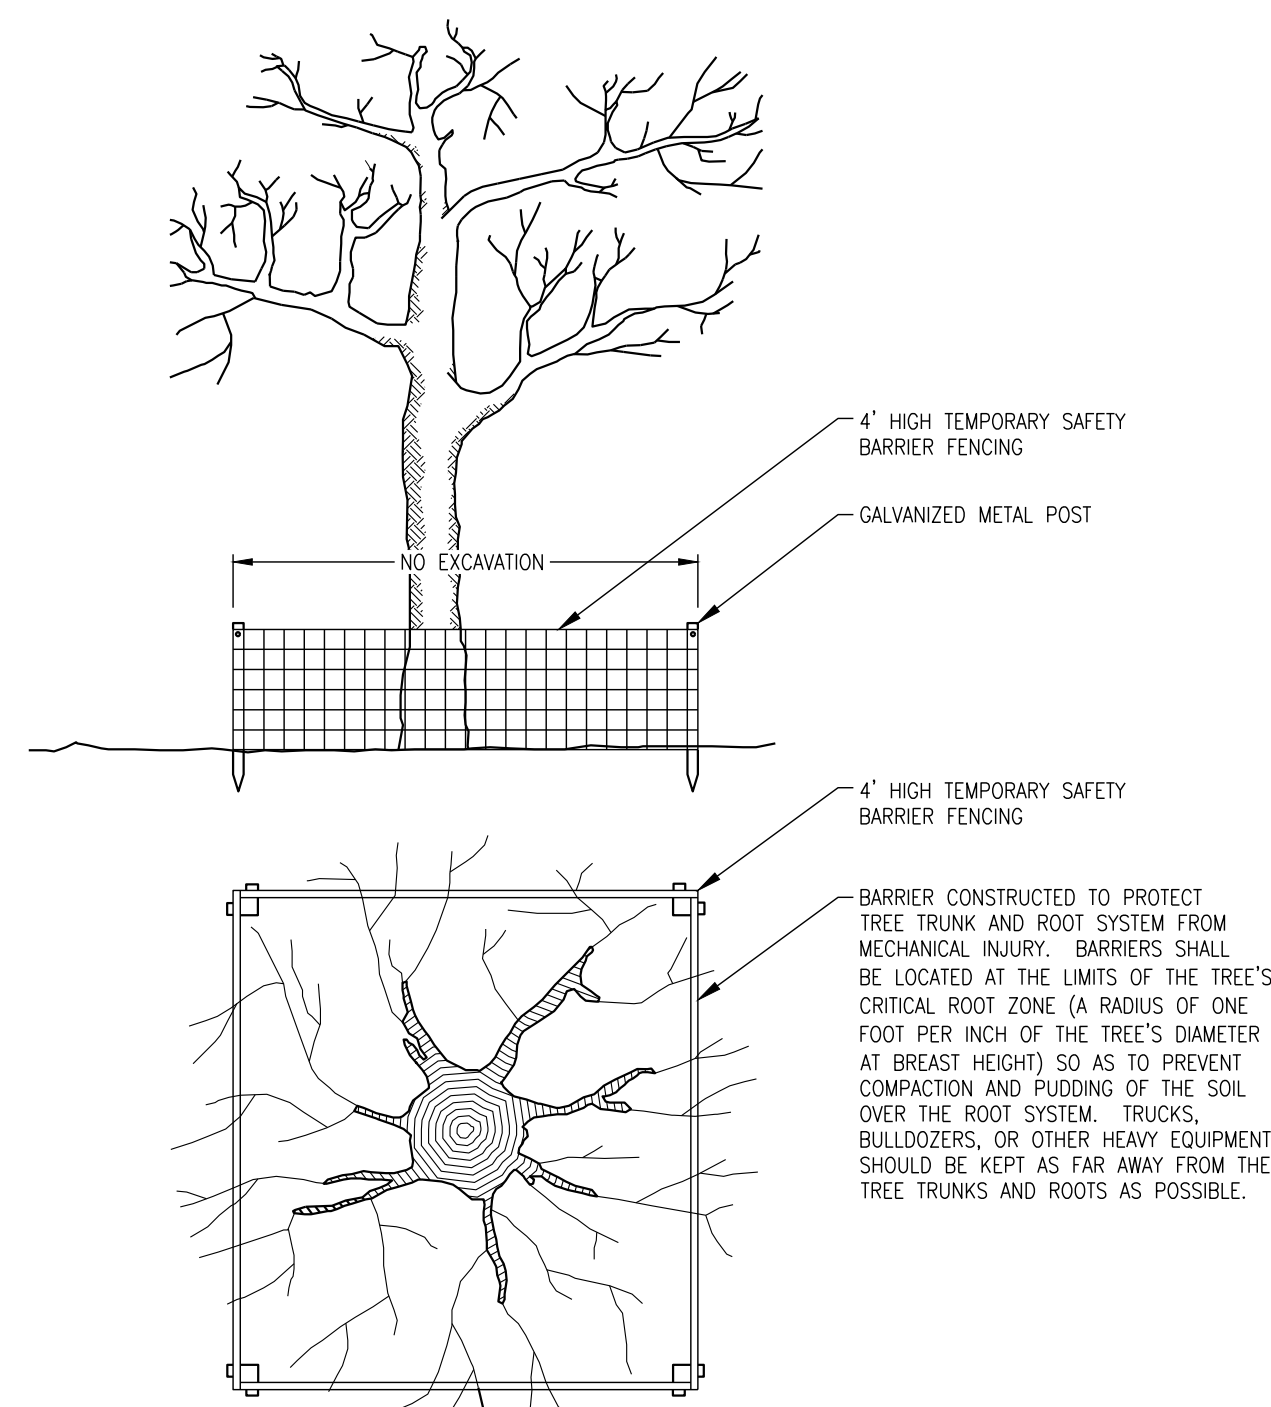 4' HIGH TEMPORARY SAFETY
BARRIER FENCING
GALVANIZED METAL POST
NO EXCAVATION
4' HIGH TEMPORARY SAFETY
BARRIER FENCING
BARRIER CONSTRUCTED TO PROTECT
TREE TRUNK AND ROOT SYSTEM FROM
MECHANICAL INJURY. BARRIERS SHALL
BE LOCATED AT THE LIMITS OF THE TREE'S
CRITICAL ROOT ZONE (A RADIUS OF ONE
FOOT PER INCH OF THE TREE'S DIAMETER
AT BREAST HEIGHT) SO AS TO PREVENT
COMPACTION AND PUDDING OF THE SOIL
OVER THE ROOT SYSTEM. TRUCKS,
BULLDOZERS, OR OTHER HEAVY EQUIPMENT
SHOULD BE KEPT AS FAR AWAY FROM THE
TREE TRUNKS AND ROOTS AS POSSIBLE.